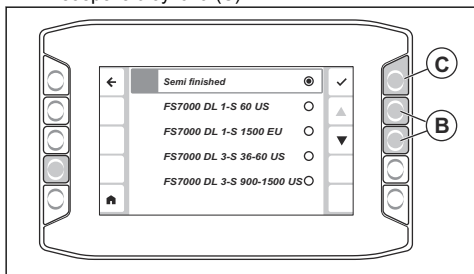 Semi finished
FS7000 DL 1-S 60 US
FS7000 DL 1-S 1500 EU
FS7000 DL 3-S 36-60 US
FS7000 DL 3-S 900-1500 US
C
B